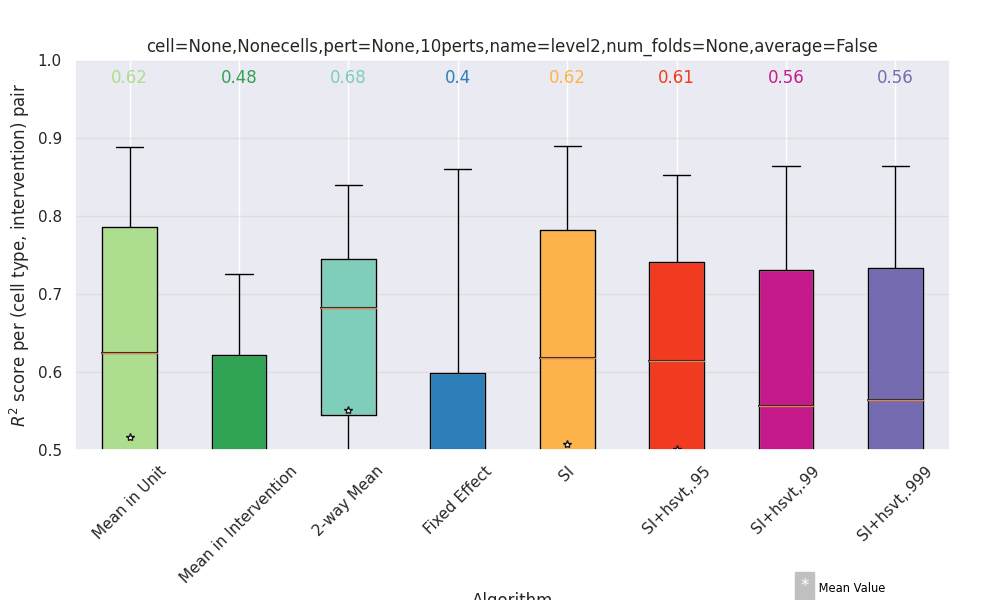 cell=None,Nonecells,pert=None,10perts,name=level2,num_folds=None,average=False
1.0
0.9
0.8
0.7
0.6
0.5
R² score per (cell type, intervention) pair
0.62 0.48 0.68 0.4 0.62 0.61 0.56 0.56
Mean in Unit
Mean in Intervention
2-way Mean
Fixed Effect
SI
SI+hsvt,.95
SI+hsvt,.99
SI+hsvt,.999
Algorithm
* Mean Value